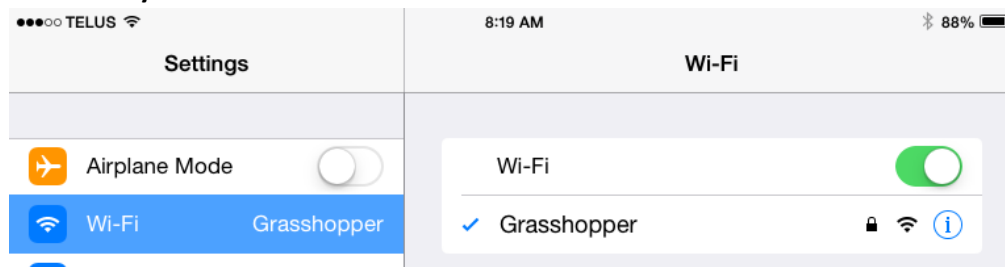 TELUS 8:19 AM 88%
Settings Wi-Fi
Airplane Mode Wi-Fi
Wi-Fi Grasshopper Grasshopper